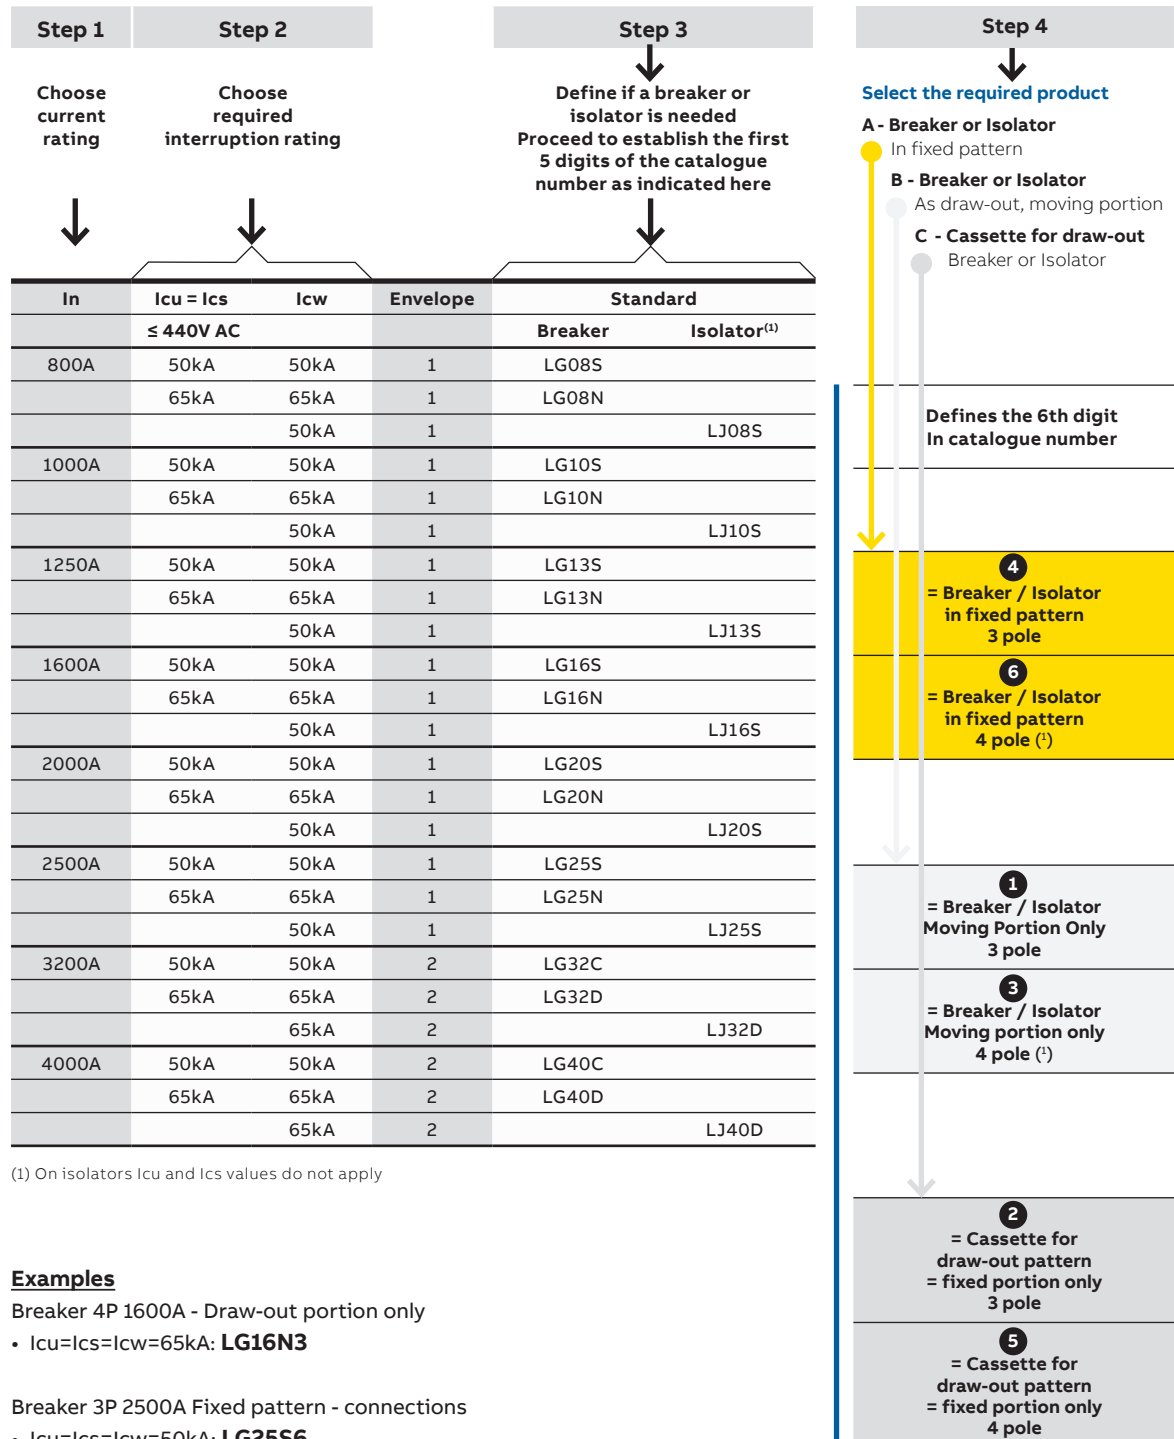 Step 1
Step 2
Step 3
Step 4
Choose
current
rating
Choose
required
interruption rating
Define if a breaker or
isolator is needed
Proceed to establish the first
5 digits of the catalogue
number as indicated here
Select the required product
A - Breaker or Isolator
In fixed pattern
B - Breaker or Isolator
As draw-out, moving portion
C - Cassette for draw-out
Breaker or Isolator
In Icu = Ics Icw Envelope Standard
≤ 440V AC Breaker Isolator(1)
800A 50kA 50kA 1 LG08S
65kA 65kA 1 LG08N
50kA 1 LJ08S
1000A 50kA 50kA 1 LG10S
65kA 65kA 1 LG10N
50kA 1 LJ10S
1250A 50kA 50kA 1 LG13S
65kA 65kA 1 LG13N
50kA 1 LJ13S
1600A 50kA 50kA 1 LG16S
65kA 65kA 1 LG16N
50kA 1 LJ16S
2000A 50kA 50kA 1 LG20S
65kA 65kA 1 LG20N
50kA 1 LJ20S
2500A 50kA 50kA 1 LG25S
65kA 65kA 1 LG25N
50kA 1 LJ25S
3200A 50kA 50kA 2 LG32C
65kA 65kA 2 LG32D
65kA 2 LJ32D
4000A 50kA 50kA 2 LG40C
65kA 65kA 2 LG40D
65kA 2 LJ40D
(1) On isolators Icu and Ics values do not apply
Defines the 6th digit
In catalogue number
4
= Breaker / Isolator
in fixed pattern
3 pole
6
= Breaker / Isolator
in fixed pattern
4 pole (1)
1
= Breaker / Isolator
Moving Portion Only
3 pole
3
= Breaker / Isolator
Moving portion only
4 pole (1)
2
= Cassette for
draw-out pattern
= fixed portion only
3 pole
5
= Cassette for
draw-out pattern
= fixed portion only
4 pole
Examples
Breaker 4P 1600A - Draw-out portion only
• Icu=Ics=Icw=65kA: LG16N3
Breaker 3P 2500A Fixed pattern - connections
• Icu=Ics=Icw=50kA: LG25S6